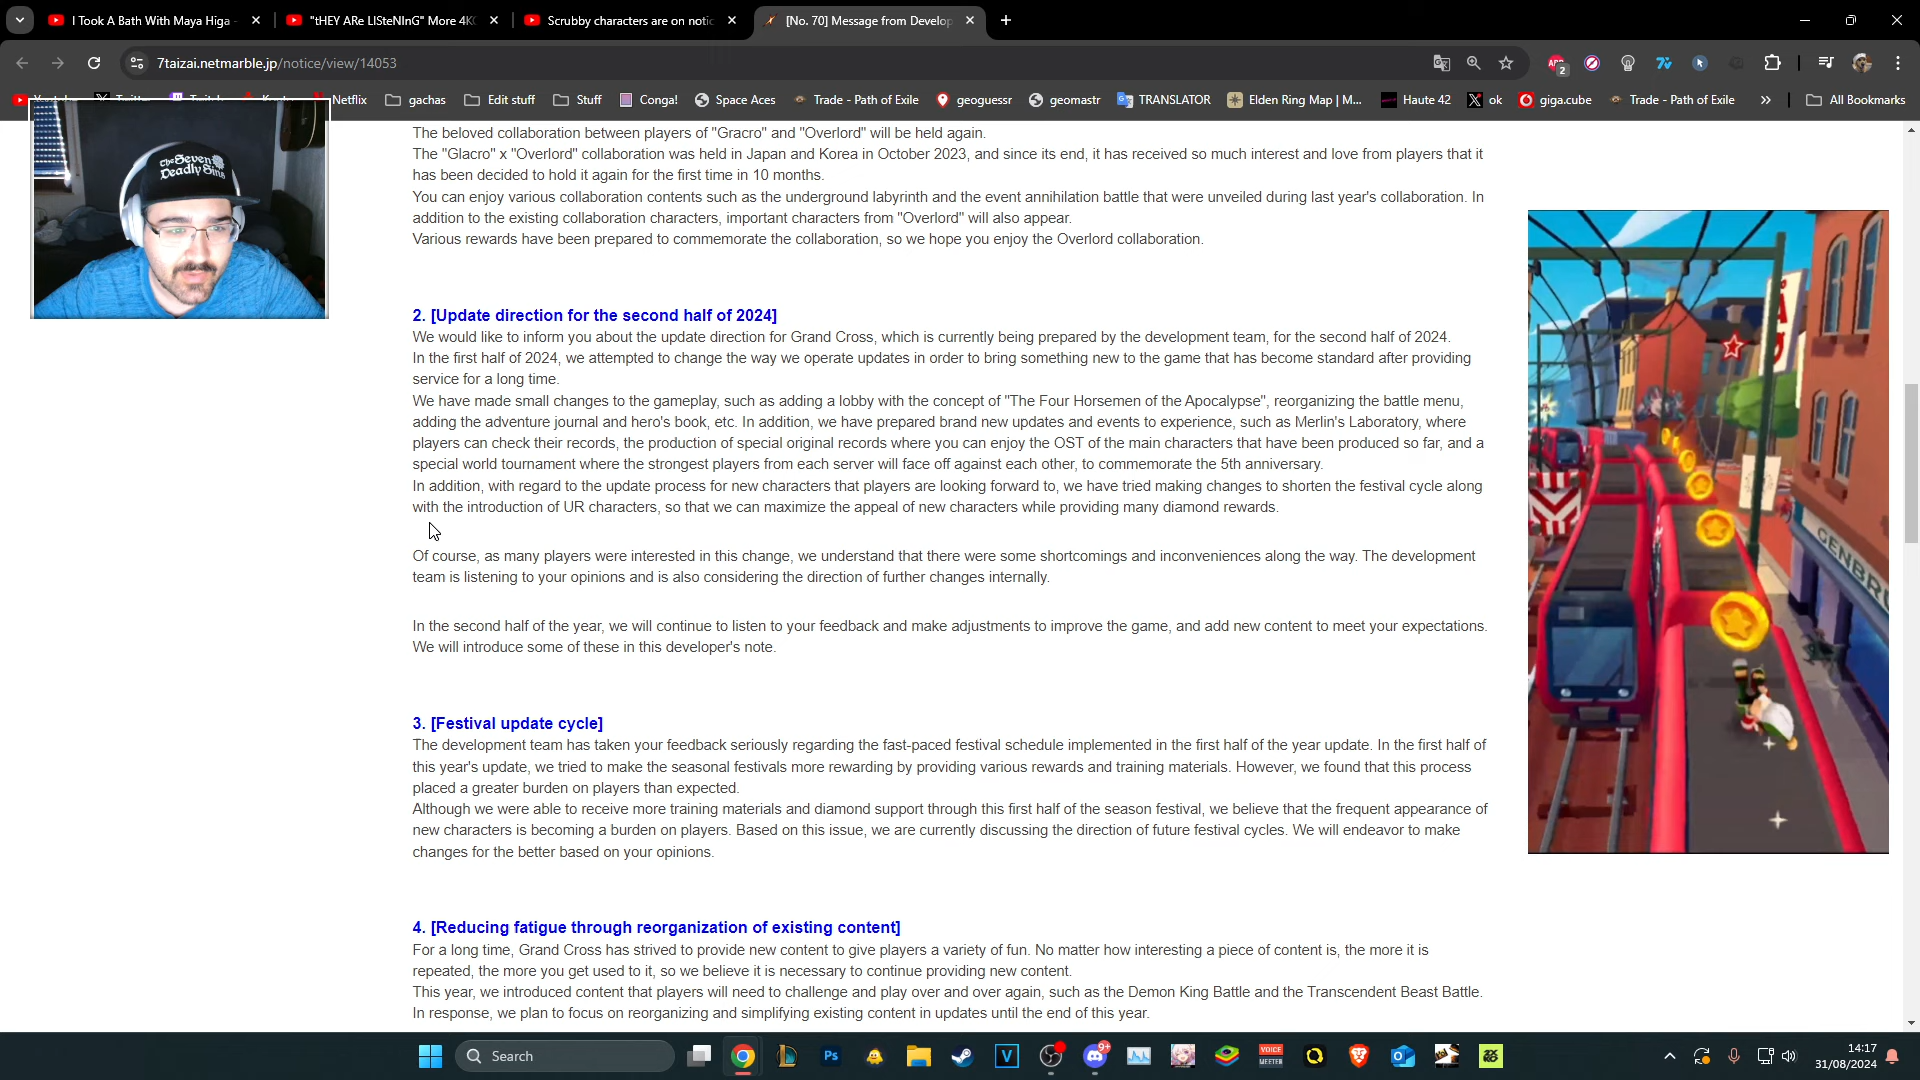 I Took A Bath With Maya Higa -
"tHEY ARe LISteNInG" More 4K
Scrubby characters are on notic
[No. 70] Message from Develop
7taizai.netmarble.jp/notice/view/14053
Netflix
gachas
Edit stuff
Stuff
Conga!
Space Aces
Trade - Path of Exile
geoguessr
geomastr
TRANSLATOR
Elden Ring Map | M...
Haute 42
ok
giga.cube
Trade - Path of Exile
All Bookmarks
The Seven
Deadly Sins
The beloved collaboration between players of "Gracro" and "Overlord" will be held again.
The "Glacro" x "Overlord" collaboration was held in Japan and Korea in October 2023, and since its end, it has received so much interest and love from players that it
has been decided to hold it again for the first time in 10 months.
You can enjoy various collaboration contents such as the underground labyrinth and the event annihilation battle that were unveiled during last year's collaboration. In
addition to the existing collaboration characters, important characters from "Overlord" will also appear.
Various rewards have been prepared to commemorate the collaboration, so we hope you enjoy the Overlord collaboration.
2. [Update direction for the second half of 2024]
We would like to inform you about the update direction for Grand Cross, which is currently being prepared by the development team, for the second half of 2024.
In the first half of 2024, we attempted to change the way we operate updates in order to bring something new to the game that has become standard after providing
service for a long time.
We have made small changes to the gameplay, such as adding a lobby with the concept of "The Four Horsemen of the Apocalypse", reorganizing the battle menu,
adding the adventure journal and hero's book, etc. In addition, we have prepared brand new updates and events to experience, such as Merlin's Laboratory, where
players can check their records, the production of special original records where you can enjoy the OST of the main characters that have been produced so far, and a
special world tournament where the strongest players from each server will face off against each other, to commemorate the 5th anniversary.
In addition, with regard to the update process for new characters that players are looking forward to, we have tried making changes to shorten the festival cycle along
with the introduction of UR characters, so that we can maximize the appeal of new characters while providing many diamond rewards.
Of course, as many players were interested in this change, we understand that there were some shortcomings and inconveniences along the way. The development
team is listening to your opinions and is also considering the direction of further changes internally.
In the second half of the year, we will continue to listen to your feedback and make adjustments to improve the game, and add new content to meet your expectations.
We will introduce some of these in this developer's note.
3. [Festival update cycle]
The development team has taken your feedback seriously regarding the fast-paced festival schedule implemented in the first half of the year update. In the first half of
this year's update, we tried to make the seasonal festivals more rewarding by providing various rewards and training materials. However, we found that this process
placed a greater burden on players than expected.
Although we were able to receive more training materials and diamond support through this first half of the season festival, we believe that the frequent appearance of
new characters is becoming a burden on players. Based on this issue, we are currently discussing the direction of future festival cycles. We will endeavor to make
changes for the better based on your opinions.
4. [Reducing fatigue through reorganization of existing content]
For a long time, Grand Cross has strived to provide new content to give players a variety of fun. No matter how interesting a piece of content is, the more it is
repeated, the more you get used to it, so we believe it is necessary to continue providing new content.
This year, we introduced content that players will need to challenge and play over and over again, such as the Demon King Battle and the Transcendent Beast Battle.
In response, we plan to focus on reorganizing and simplifying existing content in updates until the end of this year.
Search
14:17
31/08/2024